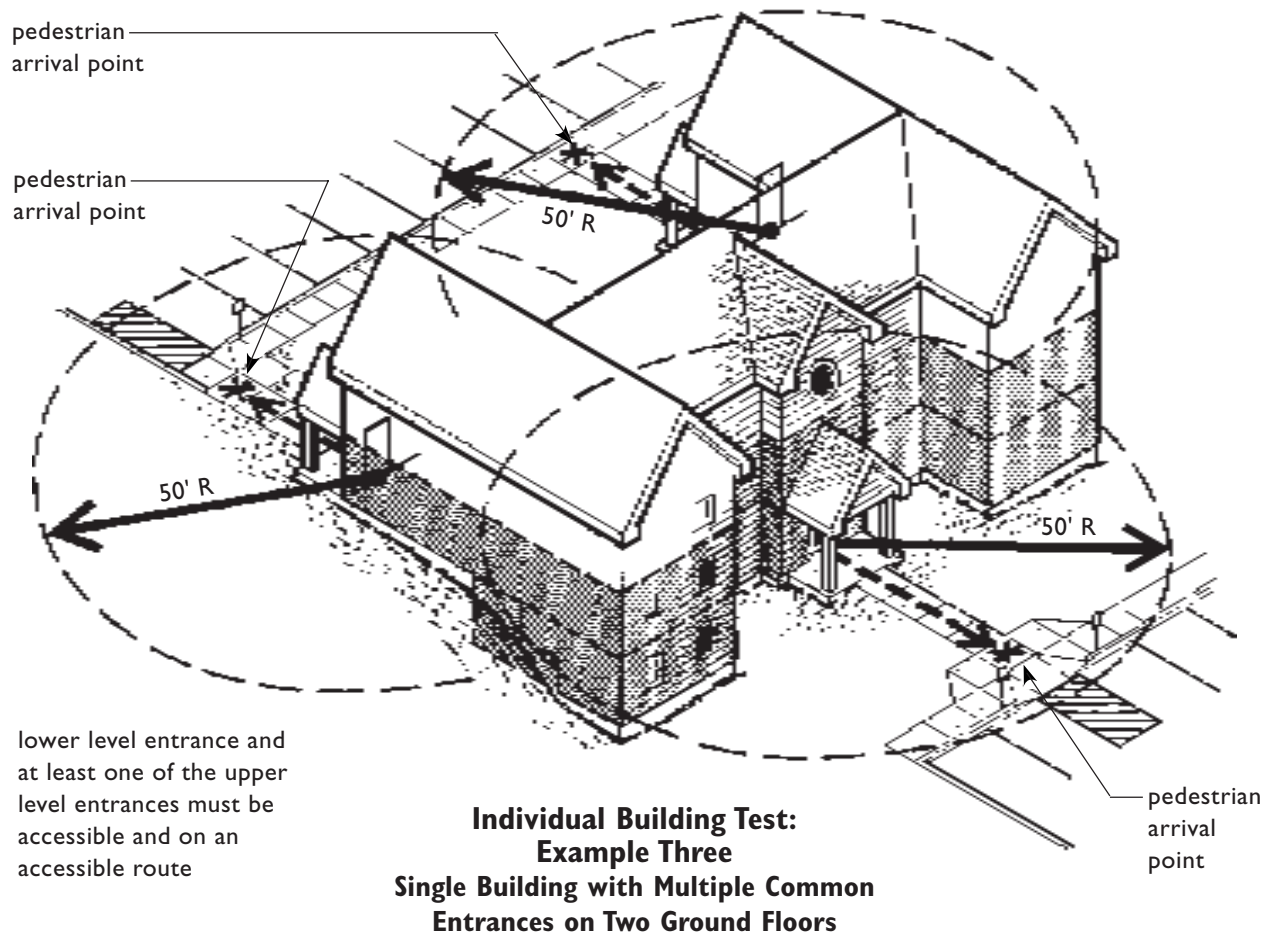 pedestrian
arrival point
pedestrian
arrival point
50' R
50' R
50' R
lower level entrance and
at least one of the upper
level entrances must be
accessible and on an
accessible route
Individual Building Test:
Example Three
Single Building with Multiple Common
Entrances on Two Ground Floors
pedestrian
arrival
point